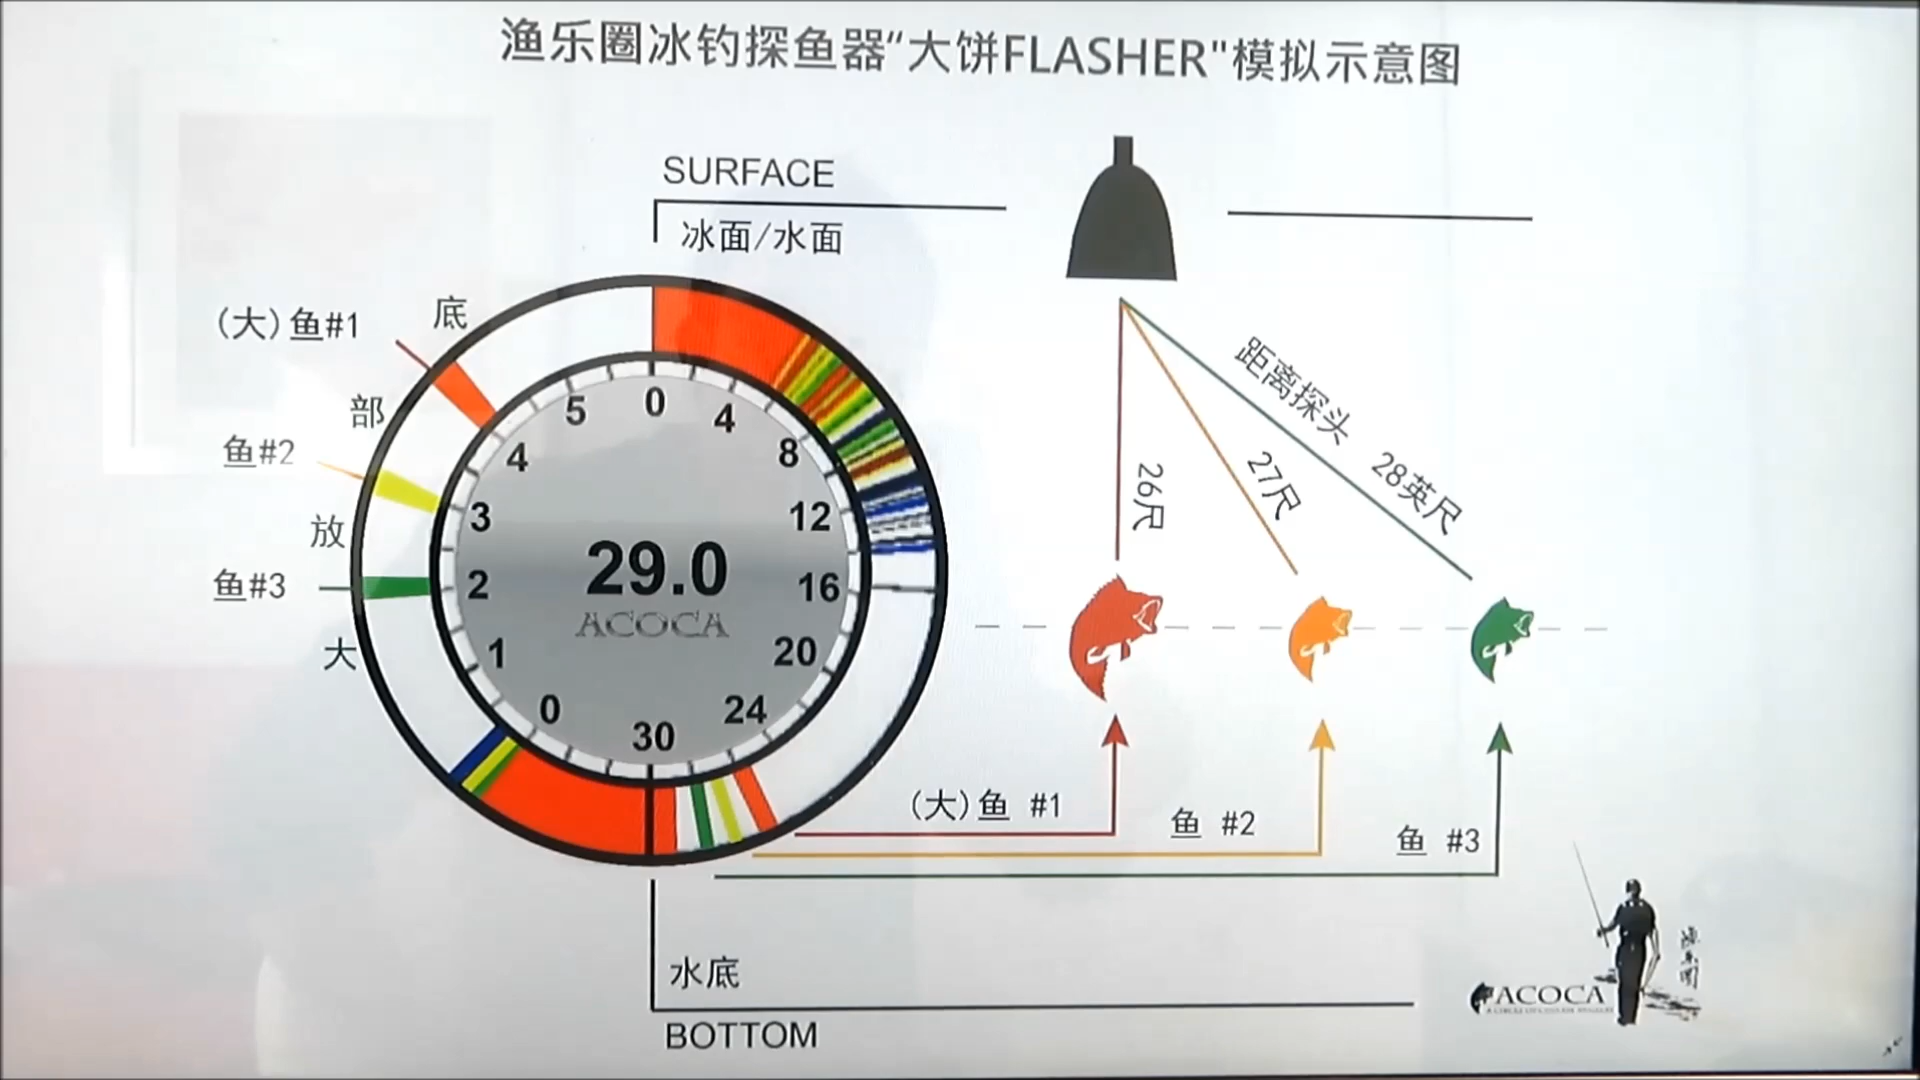 渔乐圈冰钓探鱼器“大饼FLASHER"模拟示意图
SURFACE
冰面/水面
(大)鱼#1
底
部
鱼#2
放
鱼#3
大
0
4
8
12
16
20
24
30
0
1
2
3
4
5
29.0
ACOCA
26尺
27尺
距离探头 28英尺
(大)鱼 #1
鱼 #2
鱼 #3
水底
BOTTOM
渔乐圈
ACOCA